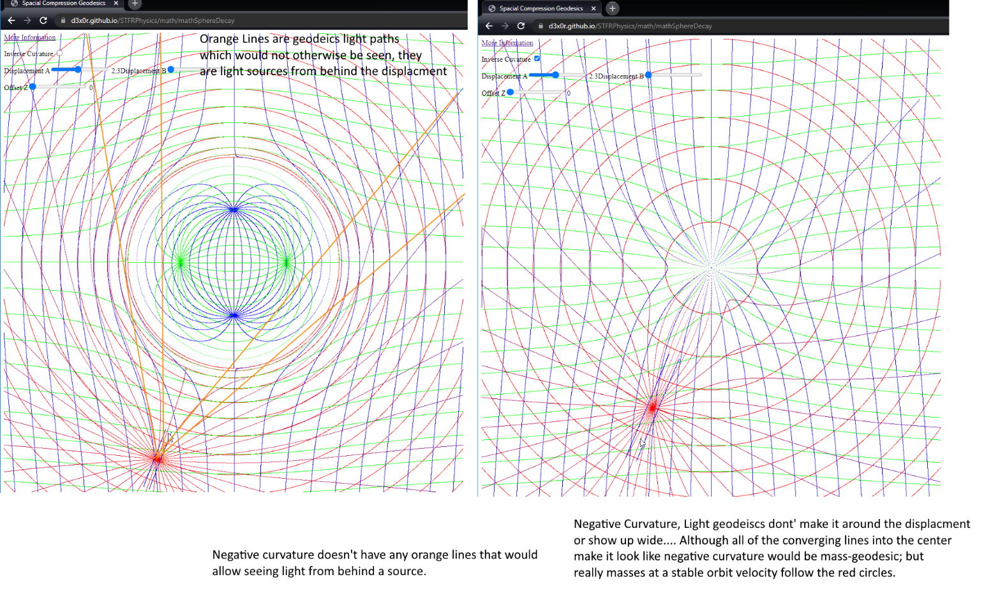 Spacial Compression Geodesics
d3x0r.github.io/STFRPhysics/math/mathSphereDecay
More Information
Inverse Cuvature
Displacement A 2.3Displacement B
Offset Z 0
Orange Lines are geodeics light paths
which would not otherwise be seen, they
are light sources from behind the displacment
Spacial Compression Geodesics
d3x0r.github.io/STFRPhysics/math/mathSphereDecay
More Information
Inverse Cuvature
Displacement A 2.3Displacement B
Offset Z 0
Negative curvature doesn't have any orange lines that would
allow seeing light from behind a source.
Negative Curvature, Light geodeiscs dont' make it around the displacment
or show up wide.... Although all of the converging lines into the center
make it look like negative curvature would be mass-geodesic; but
really masses at a stable orbit velocity follow the red circles.